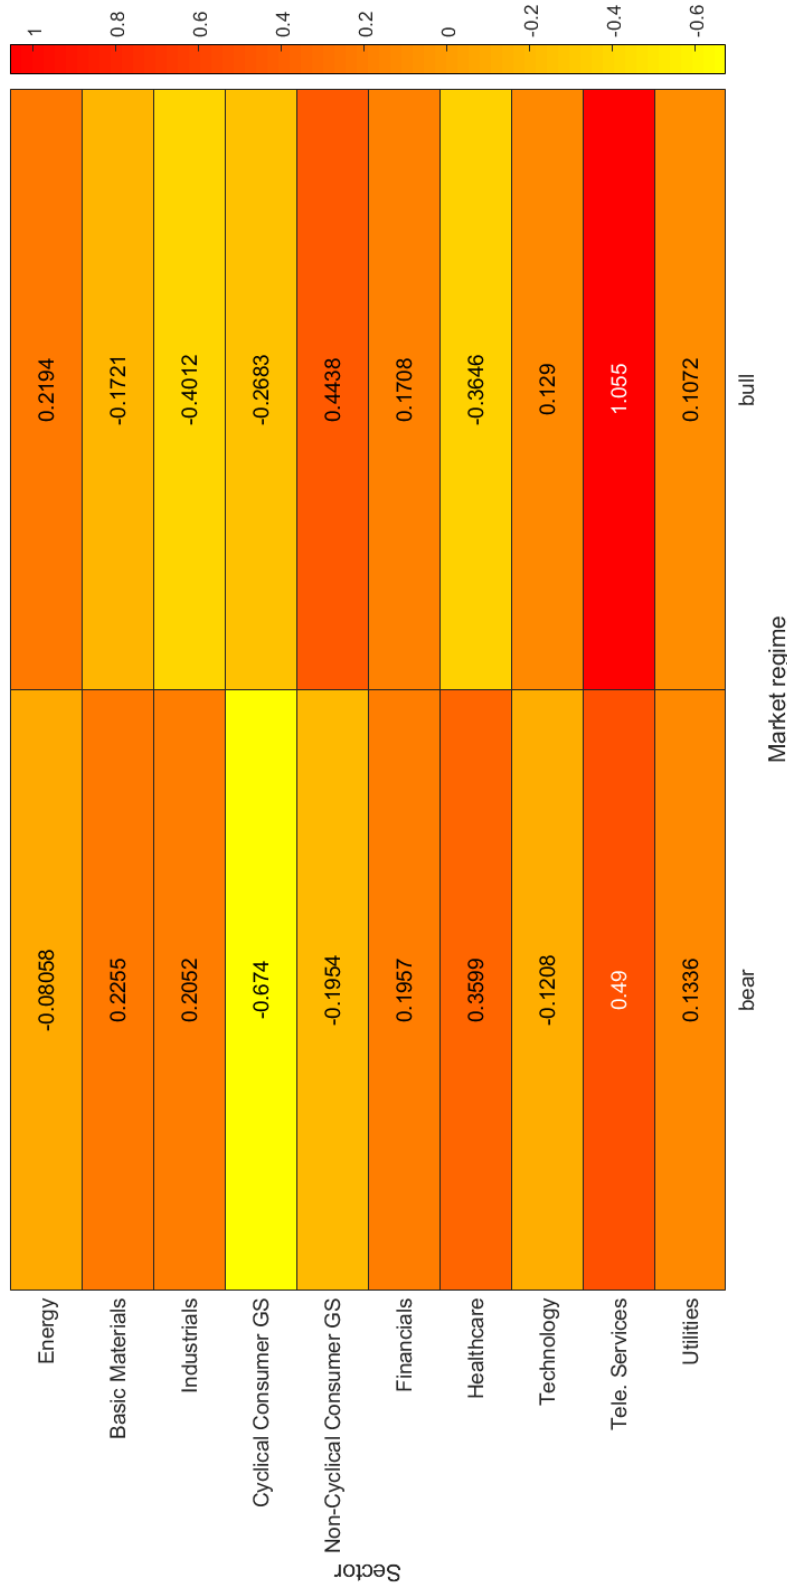 Sector
Energy
-0.08058
0.2194
Basic Materials
0.2255
-0.1721
Industrials
0.2052
-0.4012
Cyclical Consumer GS
-0.674
-0.2683
Non-Cyclical Consumer GS
-0.1954
0.4438
Financials
0.1957
0.1708
Healthcare
0.3599
-0.3646
Technology
-0.1208
0.129
Tele. Services
0.49
1.055
Utilities
0.1336
0.1072
bear
bull
Market regime
1
0.8
0.6
0.4
0.2
0
-0.2
-0.4
-0.6